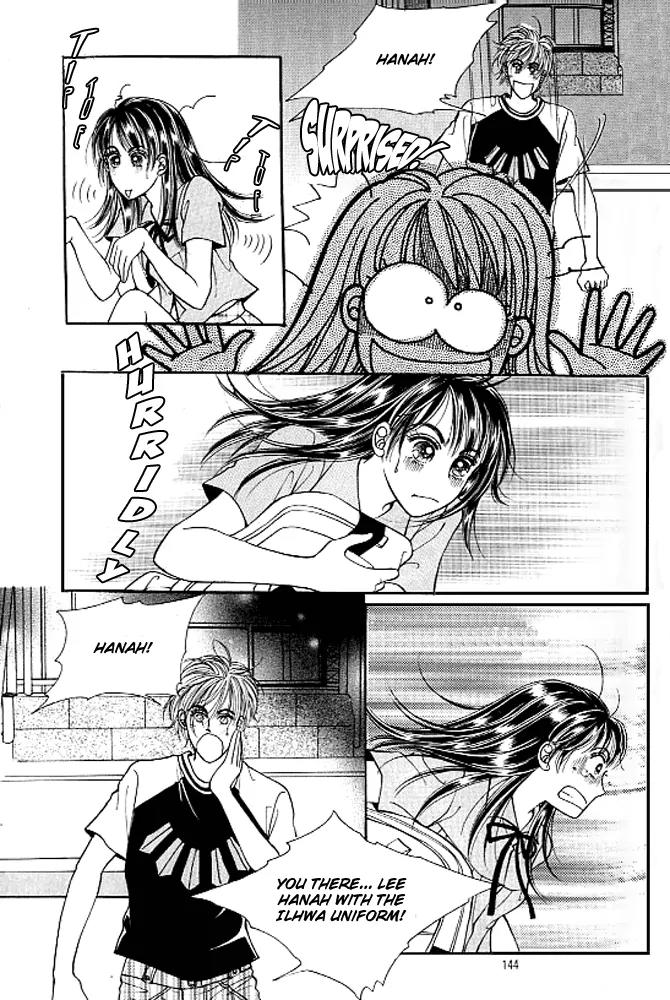 TIP
TOE
TIP
TOE
HANAH!
SURPRISED!
HURRIDLY
HANAH!
YOU THERE... LEE
HANAH WITH THE
ILHWA UNIFORM!
144